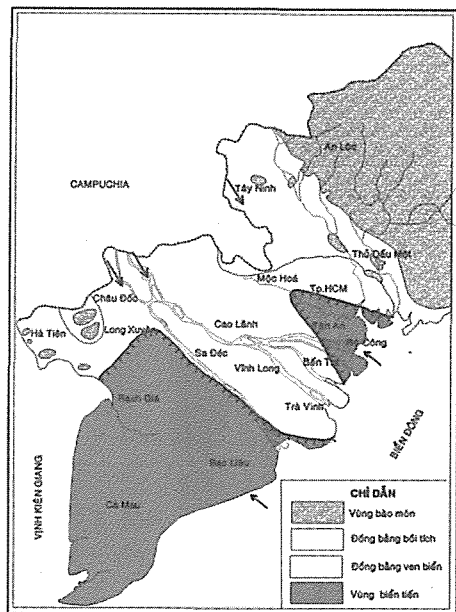 An Lộc
Tây Ninh
CAMPUCHIA
Thủ Dầu Một
Mộc Hoá
Tp.HCM
Châu Đốc
Hà Tiên
Long Xuyên
Cao Lãnh
Tân An
Gò Công
Sa Đéc
Vĩnh Long
Bến Tre
Trà Vinh
Rạch Giá
Bạc Liêu
Cà Mau
BIỂN ĐÔNG
VỊNH KIÊN GIANG
CHỈ DẪN
Vùng bào mòn
Đồng bằng bồi tích
Đồng bằng ven biển
Vùng biển tiến